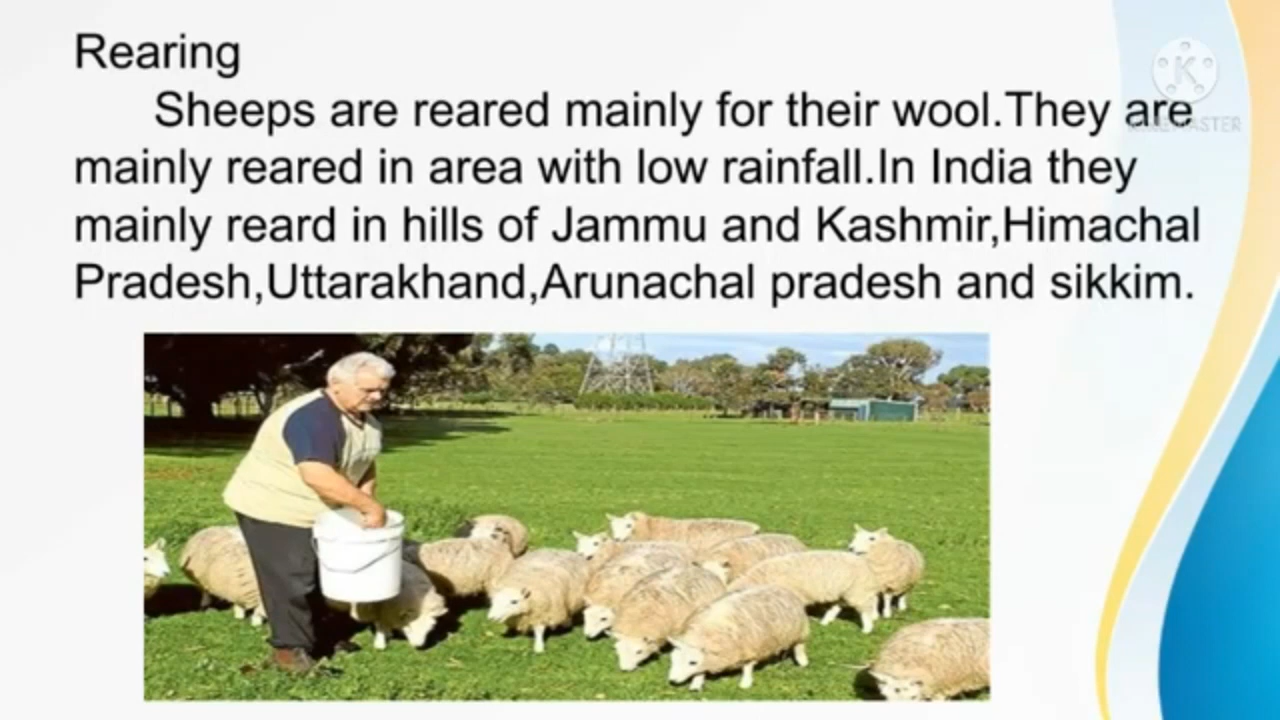 Rearing
Sheeps are reared mainly for their wool.They are
mainly reared in area with low rainfall.In India they
mainly reard in hills of Jammu and Kashmir,Himachal
Pradesh,Uttarakhand,Arunachal pradesh and sikkim.
K
KINEMASTER